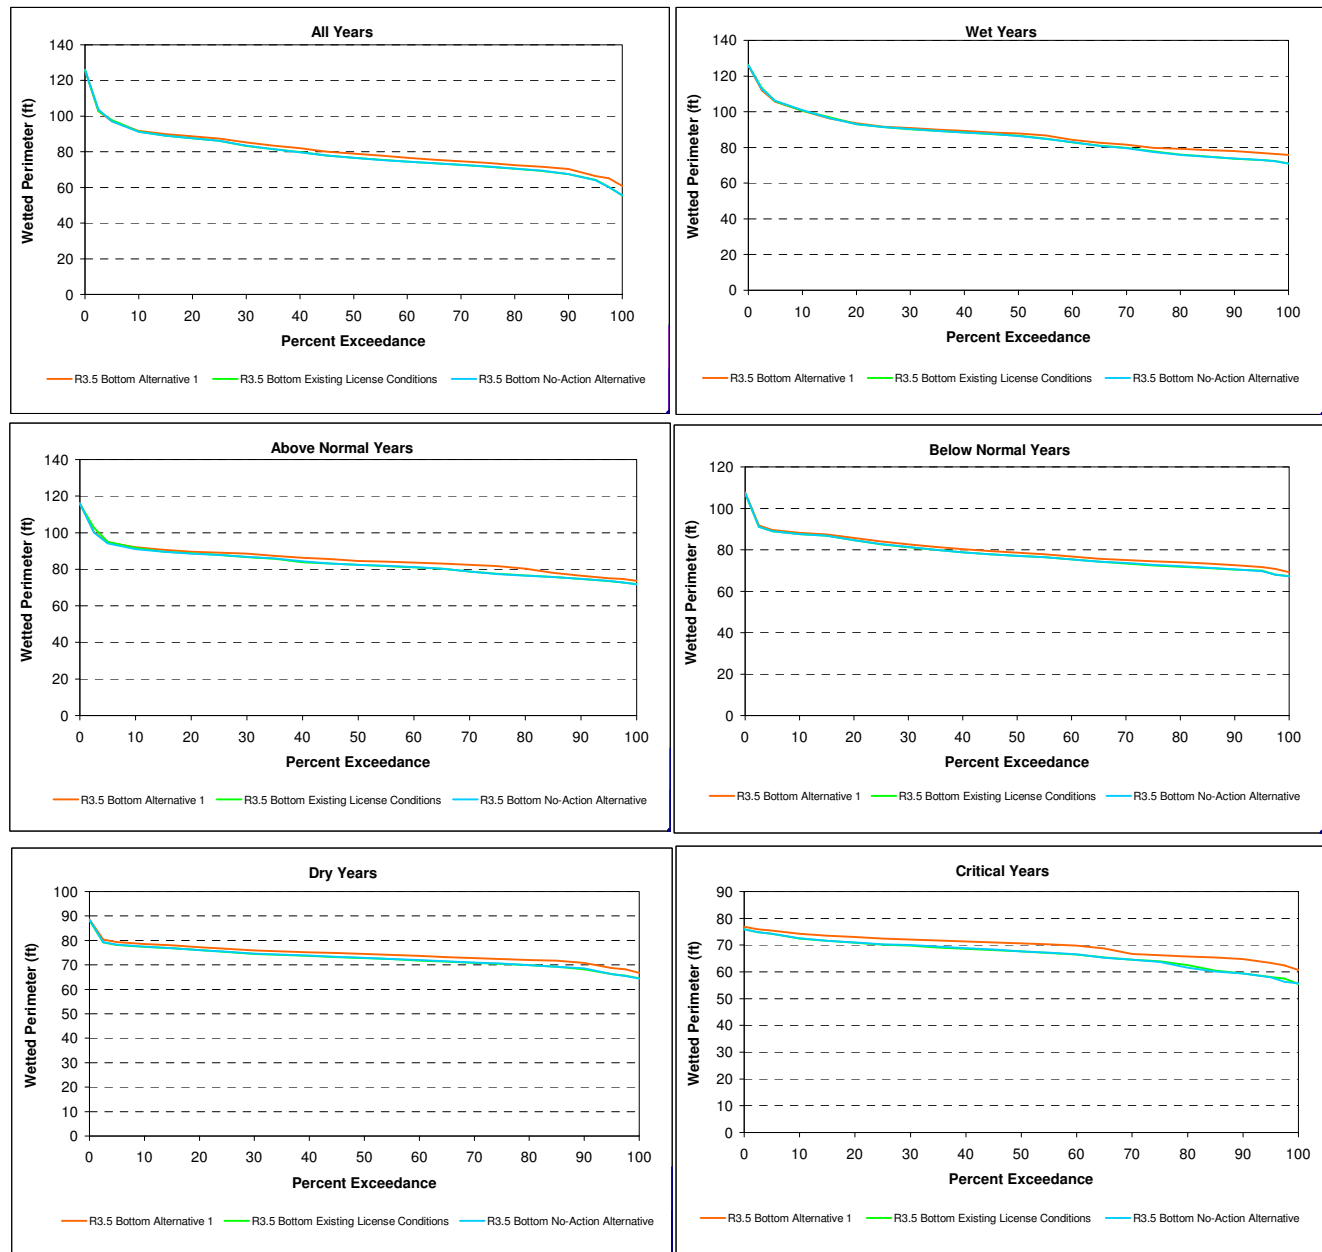 All Years
Wetted Perimeter (ft)
140
120
100
80
60
40
20
0
0 10 20 30 40 50 60 70 80 90 100
Percent Exceedance
R3.5 Bottom Alternative 1 R3.5 Bottom Existing License Conditions R3.5 Bottom No-Action Alternative
Wet Years
Wetted Perimeter (ft)
140
120
100
80
60
40
20
0
0 10 20 30 40 50 60 70 80 90 100
Percent Exceedance
R3.5 Bottom Alternative 1 R3.5 Bottom Existing License Conditions R3.5 Bottom No-Action Alternative
Above Normal Years
Wetted Perimeter (ft)
140
120
100
80
60
40
20
0
0 10 20 30 40 50 60 70 80 90 100
Percent Exceedance
R3.5 Bottom Alternative 1 R3.5 Bottom Existing License Conditions R3.5 Bottom No-Action Alternative
Below Normal Years
Wetted Perimeter (ft)
120
100
80
60
40
20
0
0 10 20 30 40 50 60 70 80 90 100
Percent Exceedance
R3.5 Bottom Alternative 1 R3.5 Bottom Existing License Conditions R3.5 Bottom No-Action Alternative
Dry Years
Wetted Perimeter (ft)
100
90
80
70
60
50
40
30
20
10
0
0 10 20 30 40 50 60 70 80 90 100
Percent Exceedance
R3.5 Bottom Alternative 1 R3.5 Bottom Existing License Conditions R3.5 Bottom No-Action Alternative
Critical Years
Wetted Perimeter (ft)
90
80
70
60
50
40
30
20
10
0
0 10 20 30 40 50 60 70 80 90 100
Percent Exceedance
R3.5 Bottom Alternative 1 R3.5 Bottom Existing License Conditions R3.5 Bottom No-Action Alternative